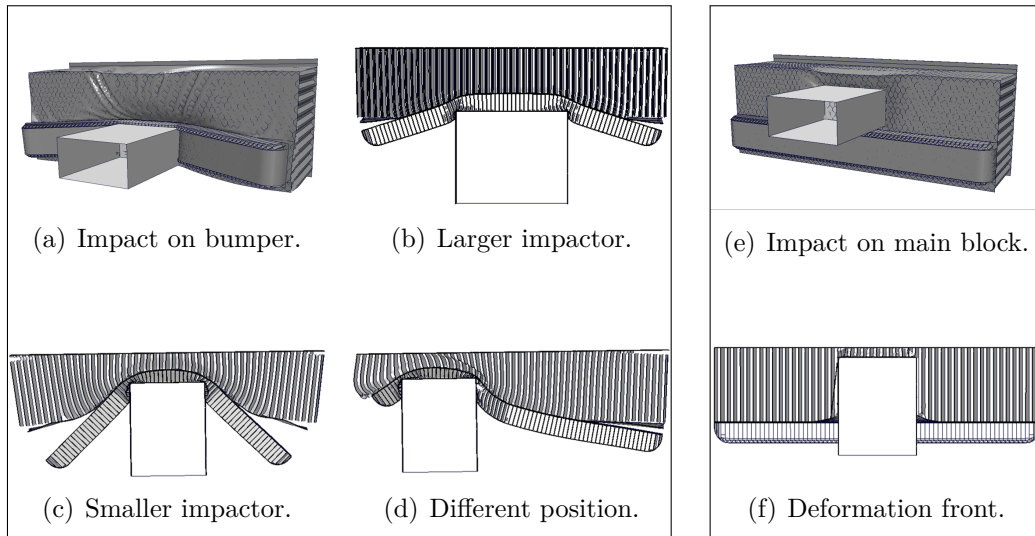 (a) Impact on bumper.
(b) Larger impactor.
(e) Impact on main block.
(c) Smaller impactor.
(d) Different position.
(f) Deformation front.